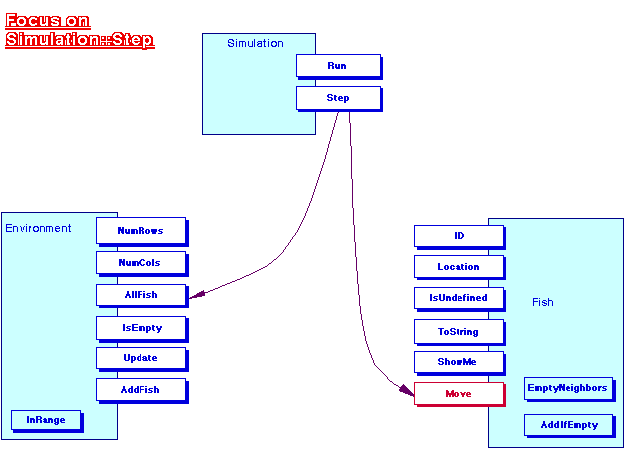 Focus on
Simulation::Step
Simulation
Run
Step
Environment
NumRows
NumCols
AllFish
IsEmpty
Update
AddFish
InRange
ID
Location
IsUndefined
ToString
ShowMe
Move
Fish
EmptyNeighbors
AddIfEmpty